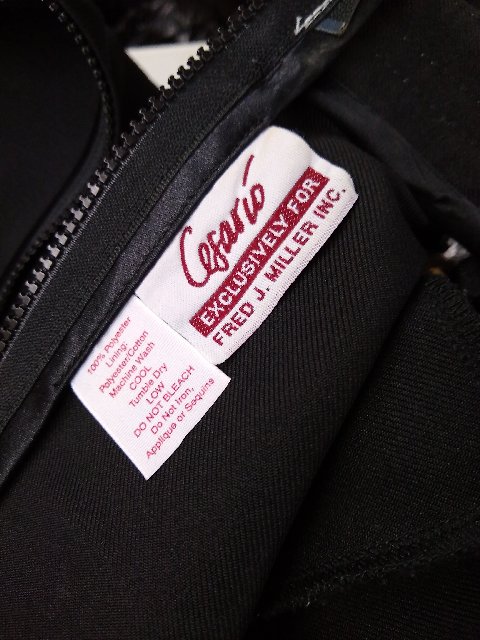 Cesario
EXCLUSIVELY FOR
FRED J. MILLER INC.
100% Polyester
Lining:
Polyester/Cotton
Machine Wash
COOL
Tumble Dry
LOW
DO NOT BLEACH
Do Not Iron,
Applique or Sequins